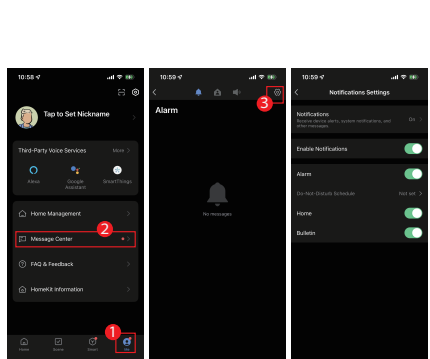 10:58
Tap to Set Nickname
Third-Party Voice Services
More >
Alexa
Google Assistant
SmartThings
Home Management
2
Message Center
FAQ & Feedback
HomeKit Information
1
Home
Scene
Smart
Me
10:59
3
Alarm
No messages
10:59
Notifications Settings
Notifications
Receive device alerts, system notifications, and
other messages.
On >
Enable Notifications
Alarm
Do-Not-Disturb Schedule
Not set >
Home
Bulletin